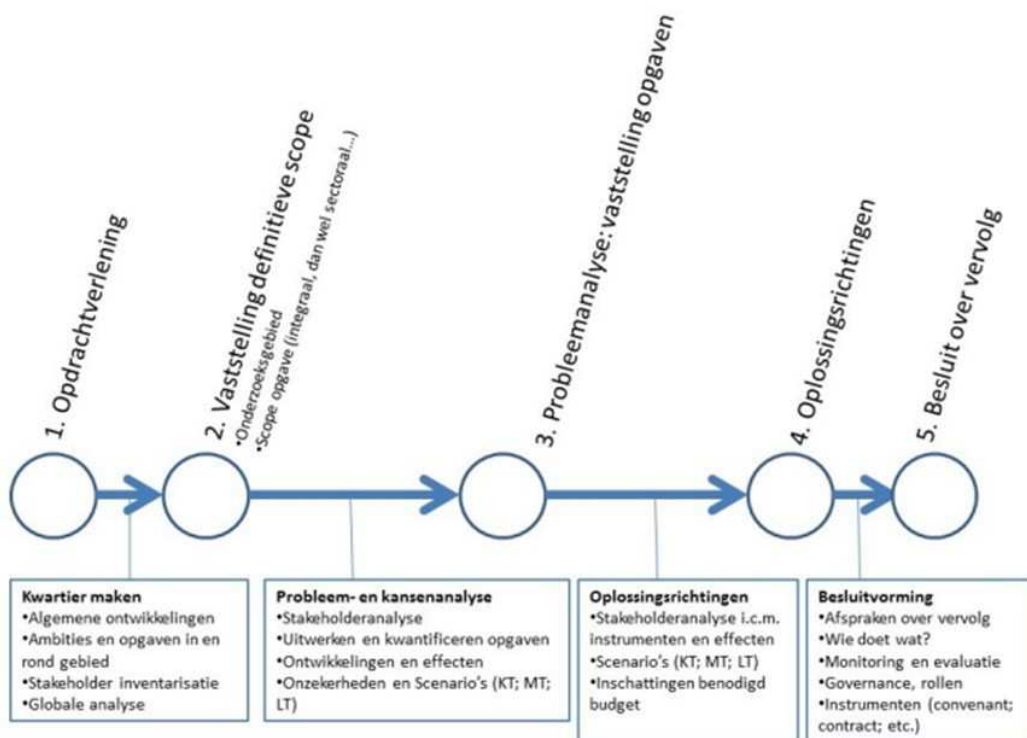 1. Opdrachtverlening
2. Vaststelling definitieve scope
•Onderzoeksgebied
•Scope opgave (integraal, dan wel sectoraal...)
3. Probleemanalyse: vaststelling opgaven
4. Oplossingsrichtingen
5. Besluit over vervolg
Kwartier maken
•Algemene ontwikkelingen
•Ambities en opgaven in en
rond gebied
•Stakeholder inventarisatie
•Globale analyse
Probleem- en kansenanalyse
•Stakeholderanalyse
•Uitwerken en kwantificeren opgaven
•Ontwikkelingen en effecten
•Onzekerheden en Scenario's (KT; MT;
LT)
Oplossingsrichtingen
•Stakeholderanalyse i.c.m.
instrumenten en effecten
•Scenario's (KT; MT; LT)
•Inschattingen benodigd
budget
Besluitvorming
•Afspraken over vervolg
•Wie doet wat?
•Monitoring en evaluatie
•Governance, rollen
•Instrumenten (convenant;
contract; etc.)